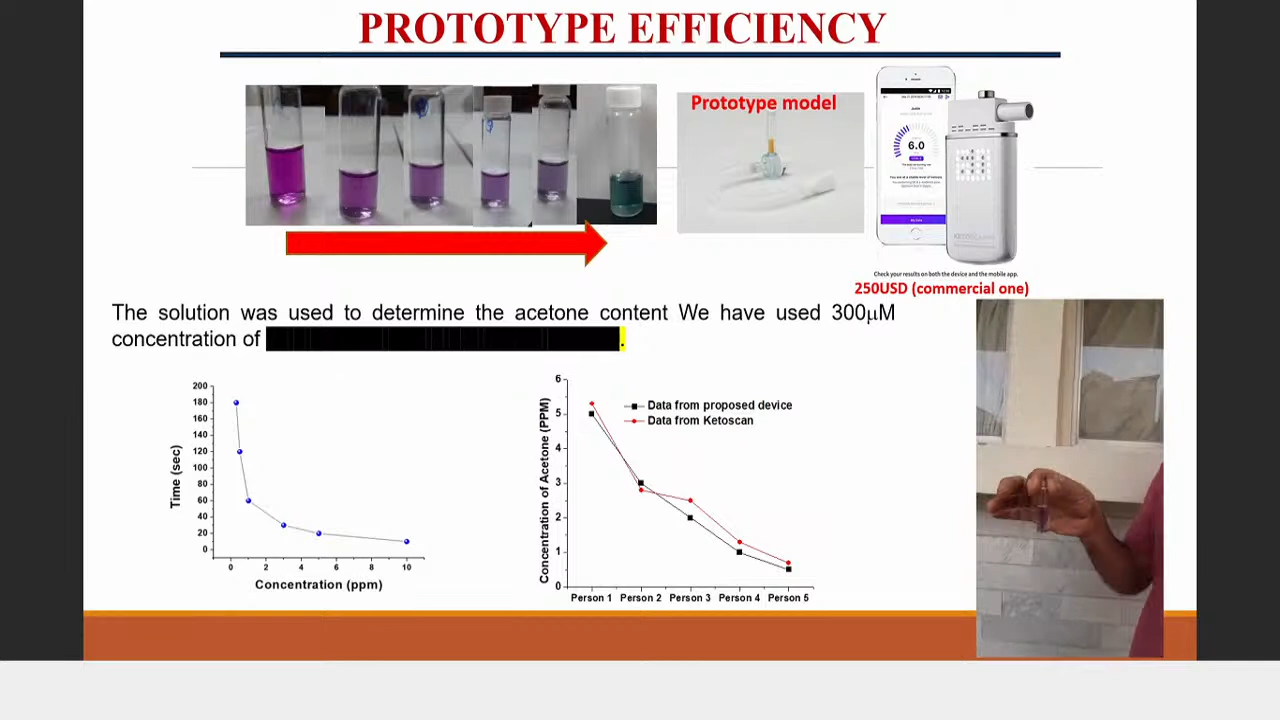 PROTOTYPE EFFICIENCY
Prototype model
6.0
Check your results on both the device and the mobile app.
250USD (commercial one)
The solution was used to determine the acetone content We have used 300μM
concentration of
.
200
180
160
140
120
100
80
60
40
20
0
Time (sec)
0 2 4 6 8 10
Concentration (ppm)
6
5
4
3
2
1
0
Concentration of Acetone (PPM)
Data from proposed device
Data from Ketoscan
Person 1 Person 2 Person 3 Person 4 Person 5